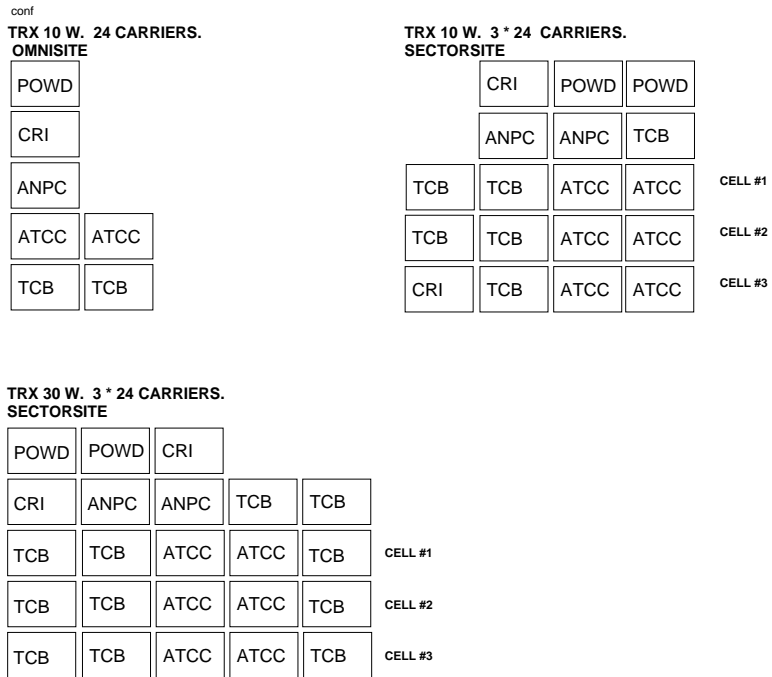 conf
TRX 10 W. 24 CARRIERS.
OMNISITE
POWD
CRI
ANPC
ATCC ATCC
TCB TCB
TRX 10 W. 3 * 24 CARRIERS.
SECTORSITE
CRI POWD POWD
ANPC ANPC TCB
TCB TCB ATCC ATCC CELL #1
TCB TCB ATCC ATCC CELL #2
CRI TCB ATCC ATCC CELL #3
TRX 30 W. 3 * 24 CARRIERS.
SECTORSITE
POWD POWD CRI
CRI ANPC ANPC TCB TCB
TCB TCB ATCC ATCC TCB CELL #1
TCB TCB ATCC ATCC TCB CELL #2
TCB TCB ATCC ATCC TCB CELL #3